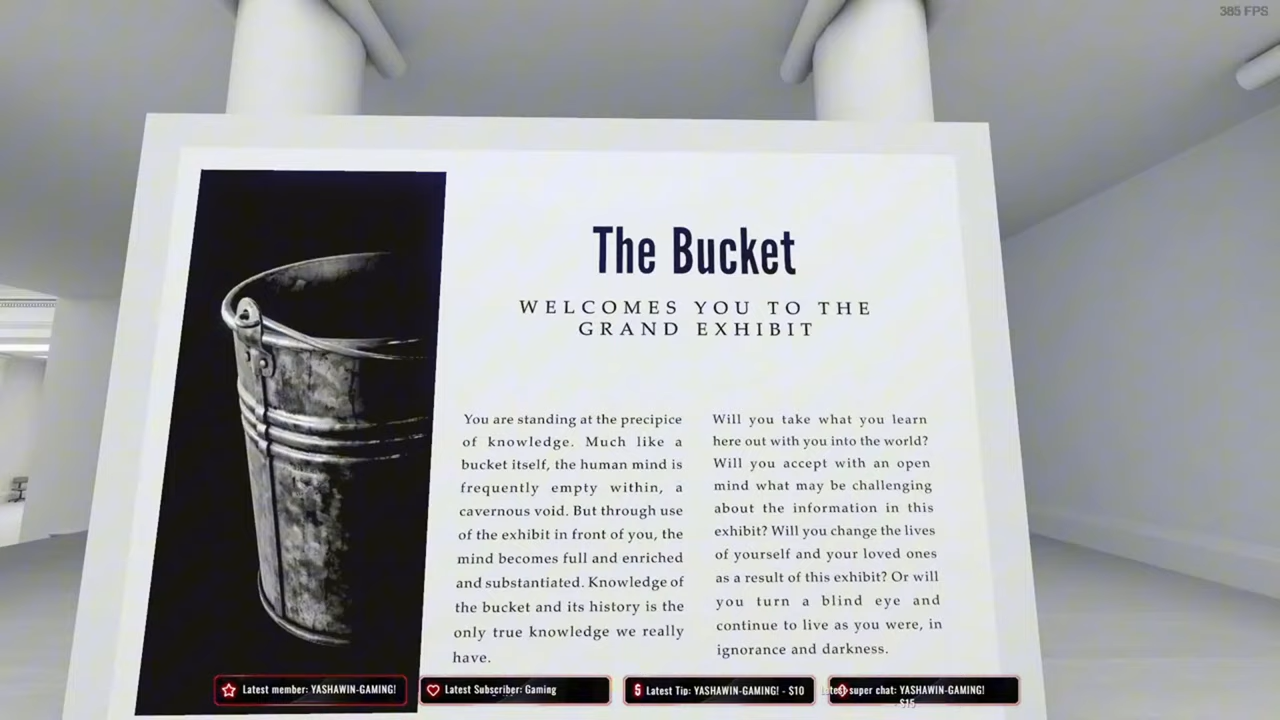 385 FPS
The Bucket
WELCOMES YOU TO THE
GRAND EXHIBIT
You are standing at the precipice
of knowledge. Much like a
bucket itself, the human mind is
frequently empty within, a
cavernous void. But through use
of the exhibit in front of you, the
mind becomes full and enriched
and substantiated. Knowledge of
the bucket and its history is the
only true knowledge we really
have.
Will you take what you learn
here out with you into the world?
Will you accept with an open
mind what may be challenging
about the information in this
exhibit? Will you change the lives
of yourself and your loved ones
as a result of this exhibit? Or will
you turn a blind eye and
continue to live as you were, in
ignorance and darkness.
Latest member: YASHAWIN-GAMING!
Latest Subscriber: Gaming
Latest Tip: YASHAWIN-GAMING! - $10
Latest super chat: YASHAWIN-GAMING!
- $15